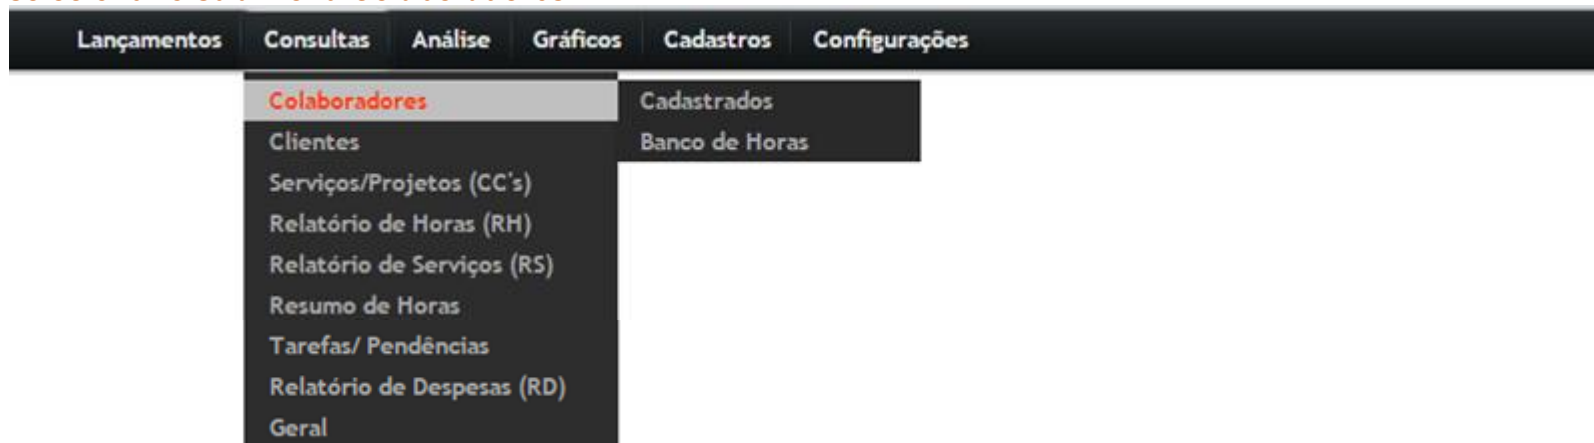 Lançamentos Consultas Análise Gráficos Cadastros Configurações
Colaboradores Cadastrados
Clientes Banco de Horas
Serviços/Projetos (CC's)
Relatório de Horas (RH)
Relatório de Serviços (RS)
Resumo de Horas
Tarefas/ Pendências
Relatório de Despesas (RD)
Geral